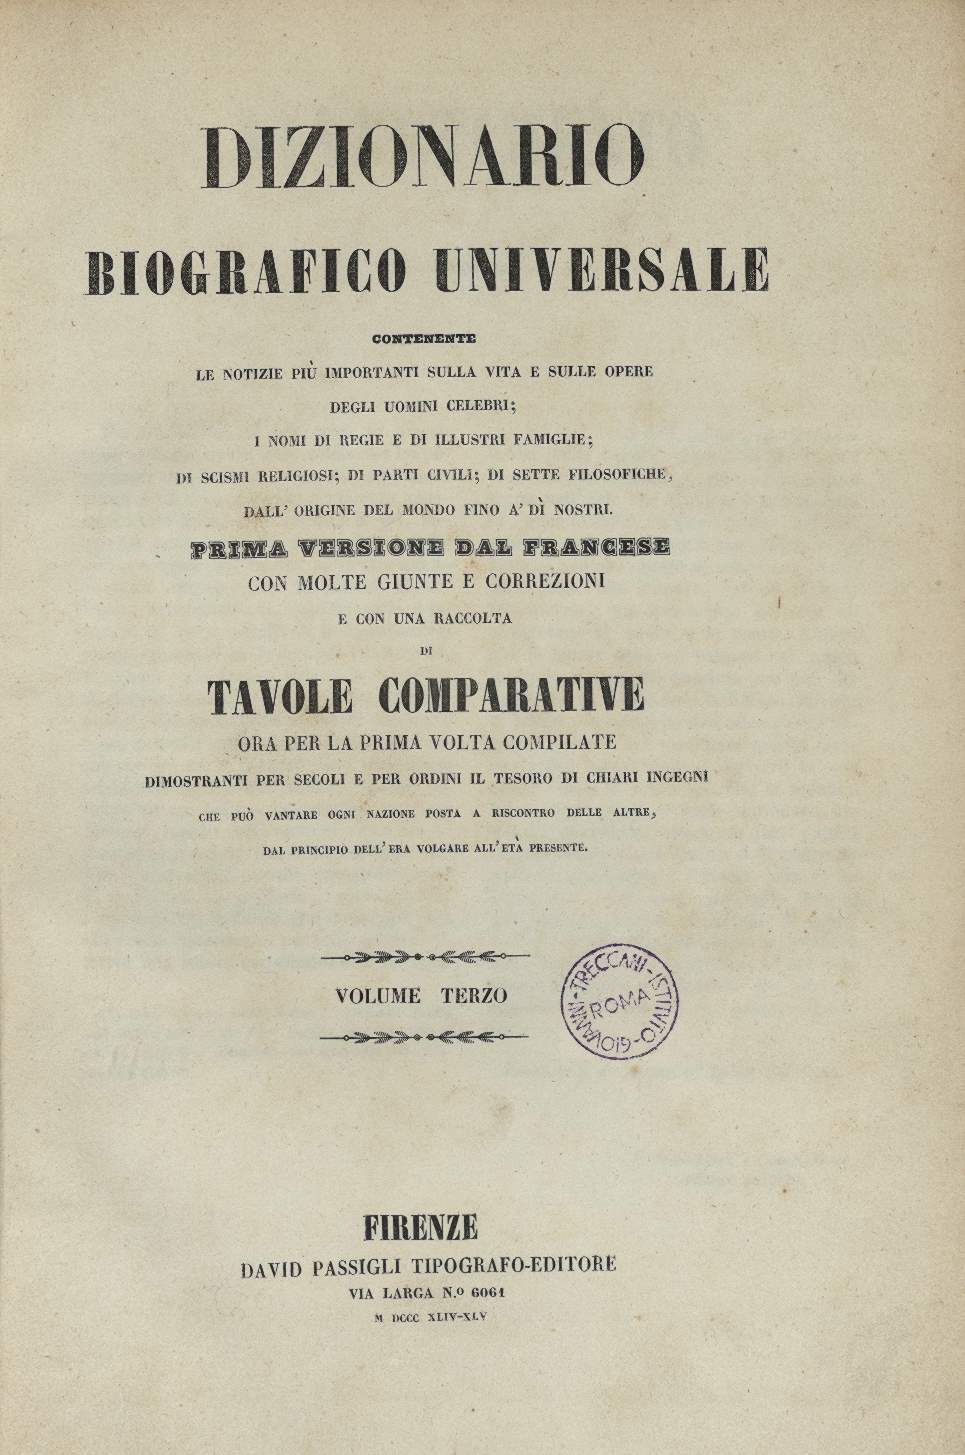 DIZIONARIO
BIOGRAFICO UNIVERSALE
CONTENENTE
LE NOTIZIE PIÙ IMPORTANTI SULLA VITA E SULLE OPERE
DEGLI UOMINI CELEBRI;
I NOMI DI REGIE E DI ILLUSTRI FAMIGLIE;
DI SCISMI RELIGIOSI; DI PARTI CIVILI; DI SETTE FILOSOFICHE,
DALL' ORIGINE DEL MONDO FINO A' DÌ NOSTRI.
PRIMA VERSIONE DAL FRANCESE
CON MOLTE GIUNTE E CORREZIONI
E CON UNA RACCOLTA
DI
TAVOLE COMPARATIVE
ORA PER LA PRIMA VOLTA COMPILATE
DIMOSTRANTI PER SECOLI E PER ORDINI IL TESORO DI CHIARI INGEGNI
CHE PUÒ VANTARE OGNI NAZIONE POSTA A RISCONTRO DELLE ALTRE,
DAL PRINCIPIO DELL'ERA VOLGARE ALL'ETÀ PRESENTE.
VOLUME TERZO
ISTITVTO-GIOVANNI-TRECCANI-
ROMA
FIRENZE
DAVID PASSIGLI TIPOGRAFO-EDITORE
VIA LARGA N.º 6061
M DCCC XLIV-XLV